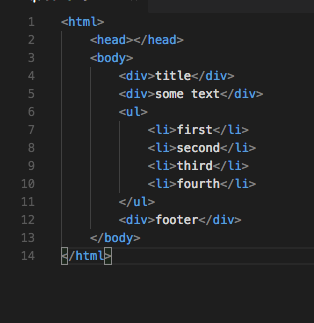 1 <html>
2 <head></head>
3 <body>
4 <div>title</div>
5 <div>some text</div>
6 <ul>
7 <li>first</li>
8 <li>second</li>
9 <li>third</li>
10 <li>fourth</li>
11 </ul>
12 <div>footer</div>
13 </body>
14 </html>